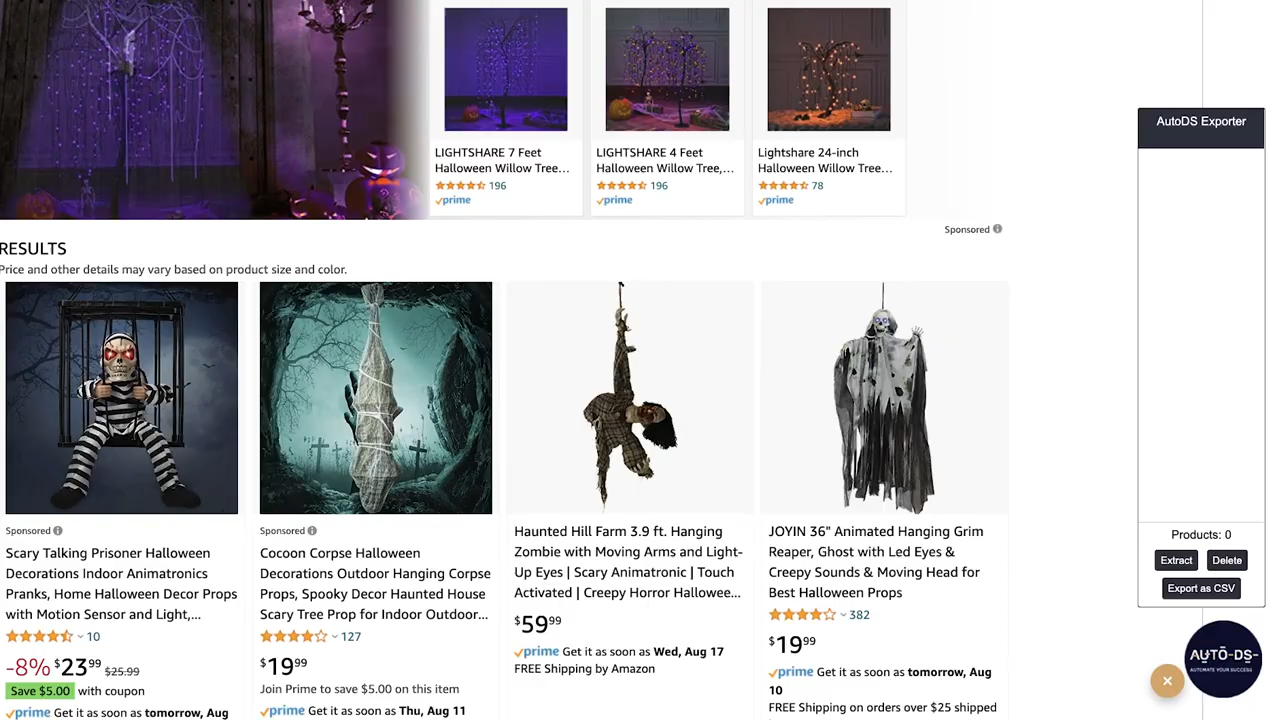 LIGHTSHARE 7 Feet
Halloween Willow Tree…
196
prime
LIGHTSHARE 4 Feet
Halloween Willow Tree,…
196
prime
Lightshare 24-inch
Halloween Willow Tree…
78
prime
Sponsored
RESULTS
Price and other details may vary based on product size and color.
Sponsored
Scary Talking Prisoner Halloween
Decorations Indoor Animatronics
Pranks, Home Halloween Decor Props
with Motion Sensor and Light,…
10
-8% $23 99 $25.99
Save $5.00 with coupon
prime Get it as soon as tomorrow, Aug
Sponsored
Cocoon Corpse Halloween
Decorations Outdoor Hanging Corpse
Props, Spooky Decor Haunted House
Scary Tree Prop for Indoor Outdoor…
127
$19 99
Join Prime to save $5.00 on this item
prime Get it as soon as Thu, Aug 11
Haunted Hill Farm 3.9 ft. Hanging
Zombie with Moving Arms and Light-
Up Eyes | Scary Animatronic | Touch
Activated | Creepy Horror Hallowee…
$59 99
prime Get it as soon as Wed, Aug 17
FREE Shipping by Amazon
JOYIN 36" Animated Hanging Grim
Reaper, Ghost with Led Eyes &
Creepy Sounds & Moving Head for
Best Halloween Props
382
$19 99
prime Get it as soon as tomorrow, Aug
10
FREE Shipping on orders over $25 shipped
AutoDS Exporter
Products: 0
Extract
Delete
Export as CSV
AUTO-DS-
AUTOMATE YOUR SUCCESS